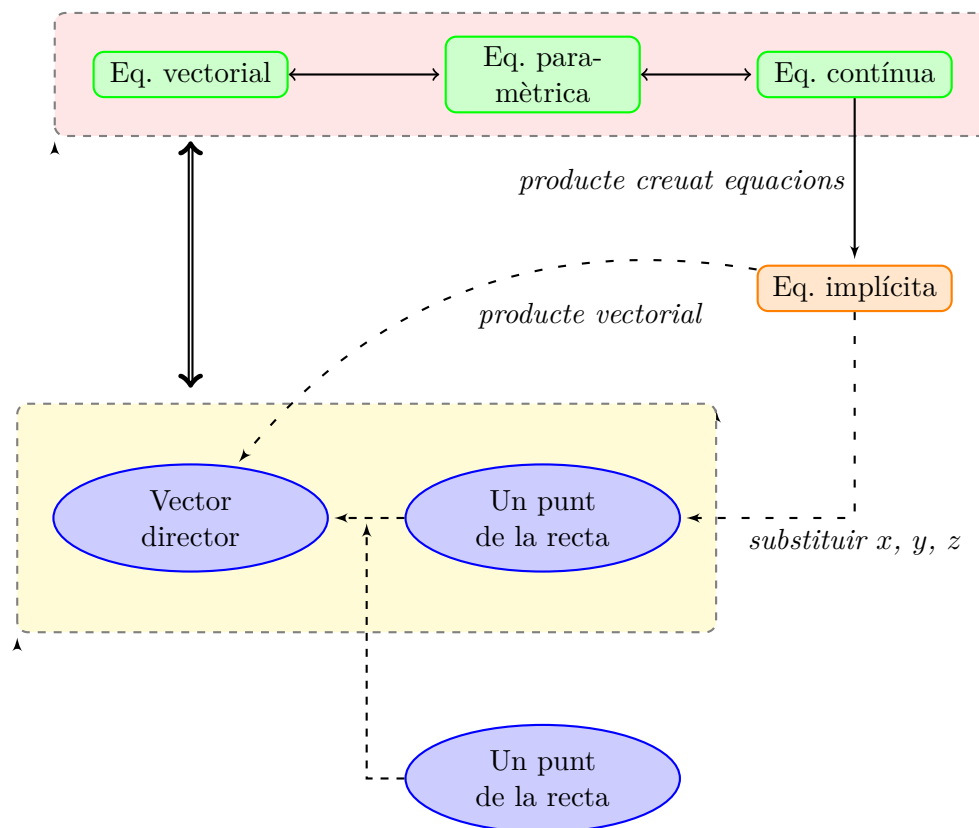 Eq. vectorial
Eq. para-
mètrica
Eq. contínua
producte creuat equacions
Eq. implícita
producte vectorial
Vector
director
Un punt
de la recta
substituir x, y, z
Un punt
de la recta